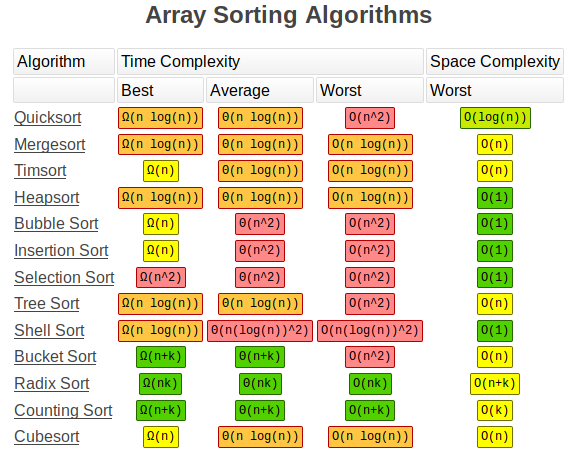 Array Sorting Algorithms
Algorithm Time Complexity Space Complexity
Best Average Worst Worst
Quicksort Ω(n log(n)) Θ(n log(n)) O(n^2) O(log(n))
Mergesort Ω(n log(n)) Θ(n log(n)) O(n log(n)) O(n)
Timsort Ω(n) Θ(n log(n)) O(n log(n)) O(n)
Heapsort Ω(n log(n)) Θ(n log(n)) O(n log(n)) O(1)
Bubble Sort Ω(n) Θ(n^2) O(n^2) O(1)
Insertion Sort Ω(n) Θ(n^2) O(n^2) O(1)
Selection Sort Ω(n^2) Θ(n^2) O(n^2) O(1)
Tree Sort Ω(n log(n)) Θ(n log(n)) O(n^2) O(n)
Shell Sort Ω(n log(n)) Θ(n(log(n))^2) O(n(log(n))^2) O(1)
Bucket Sort Ω(n+k) Θ(n+k) O(n^2) O(n)
Radix Sort Ω(nk) Θ(nk) O(nk) O(n+k)
Counting Sort Ω(n+k) Θ(n+k) O(n+k) O(k)
Cubesort Ω(n) Θ(n log(n)) O(n log(n)) O(n)